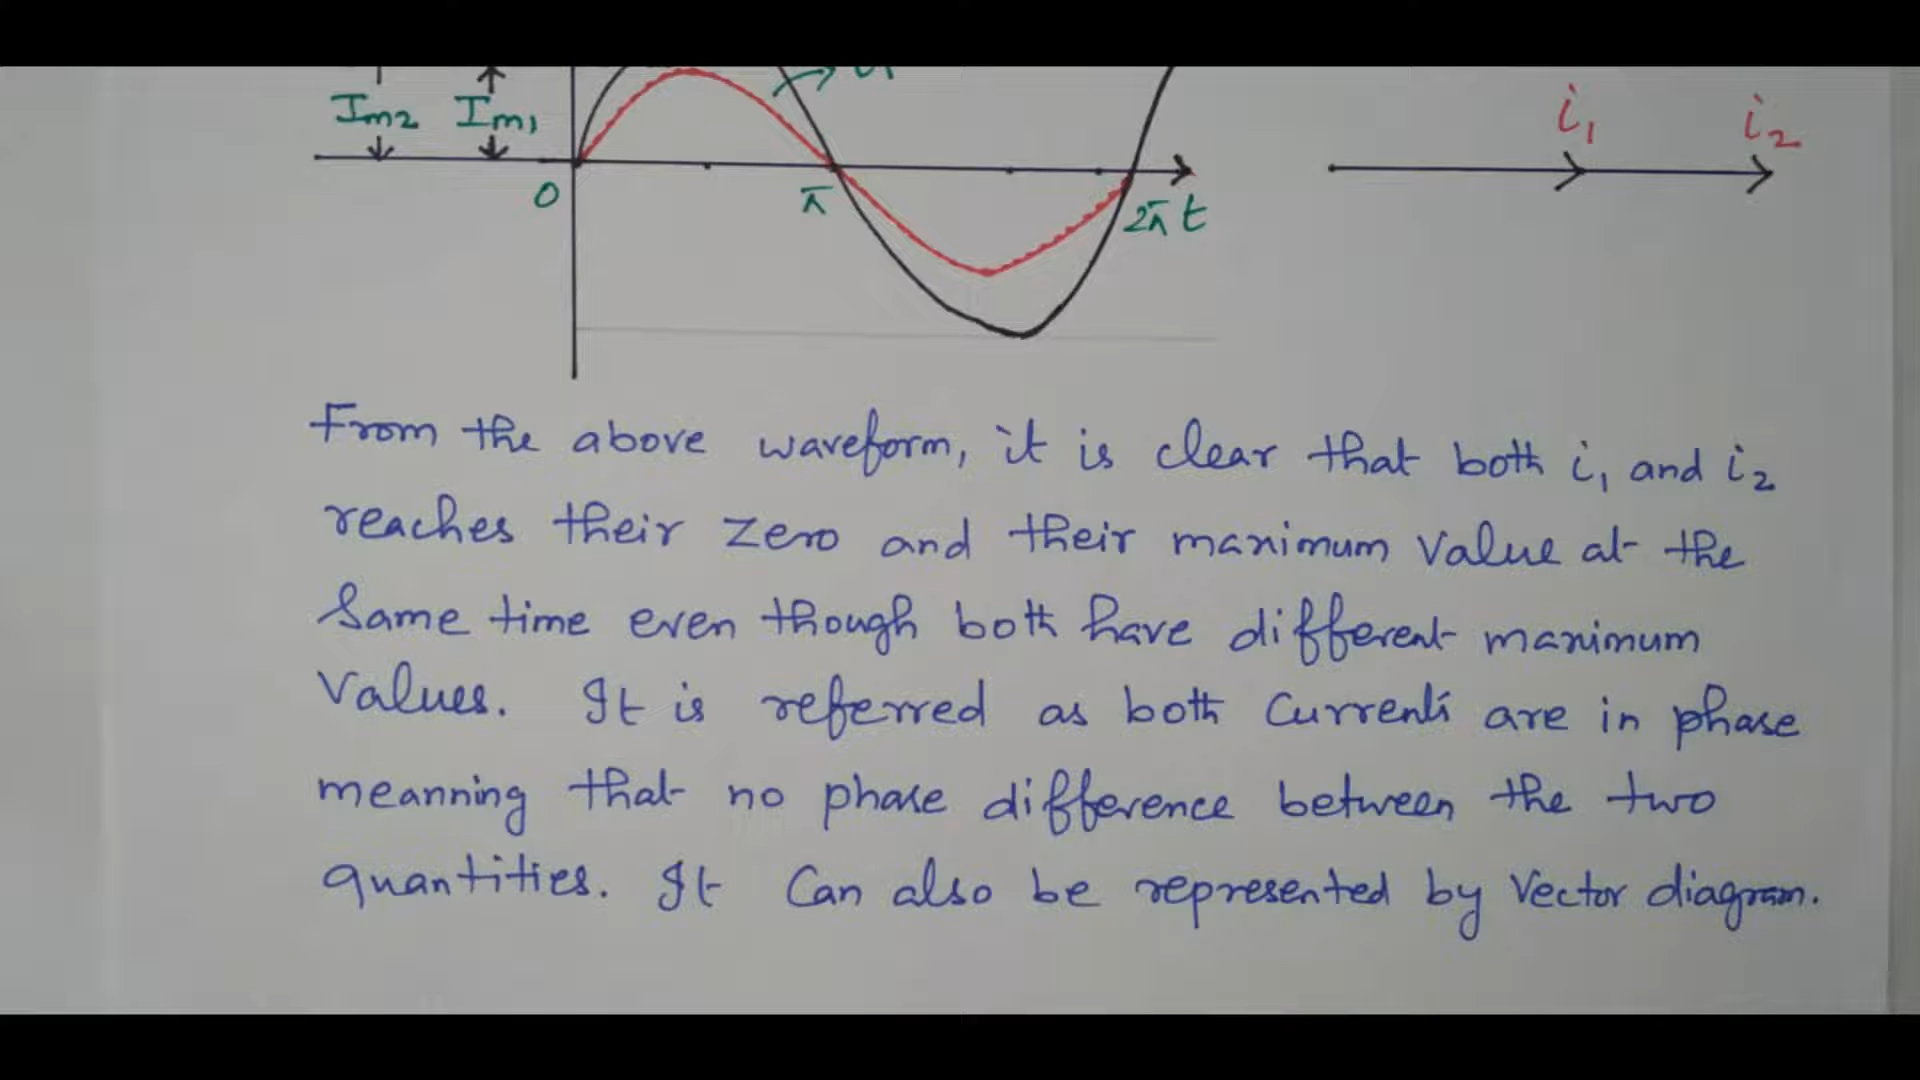 Im2 Im1
i1 i2
0 π 2π t
From the above waveform, it is clear that both i1 and i2
reaches their zero and their maximum value at the
same time even though both have different maximum
values. It is referred as both currents are in phase
meanning that no phase difference between the two
quantities. It can also be represented by vector diagram.